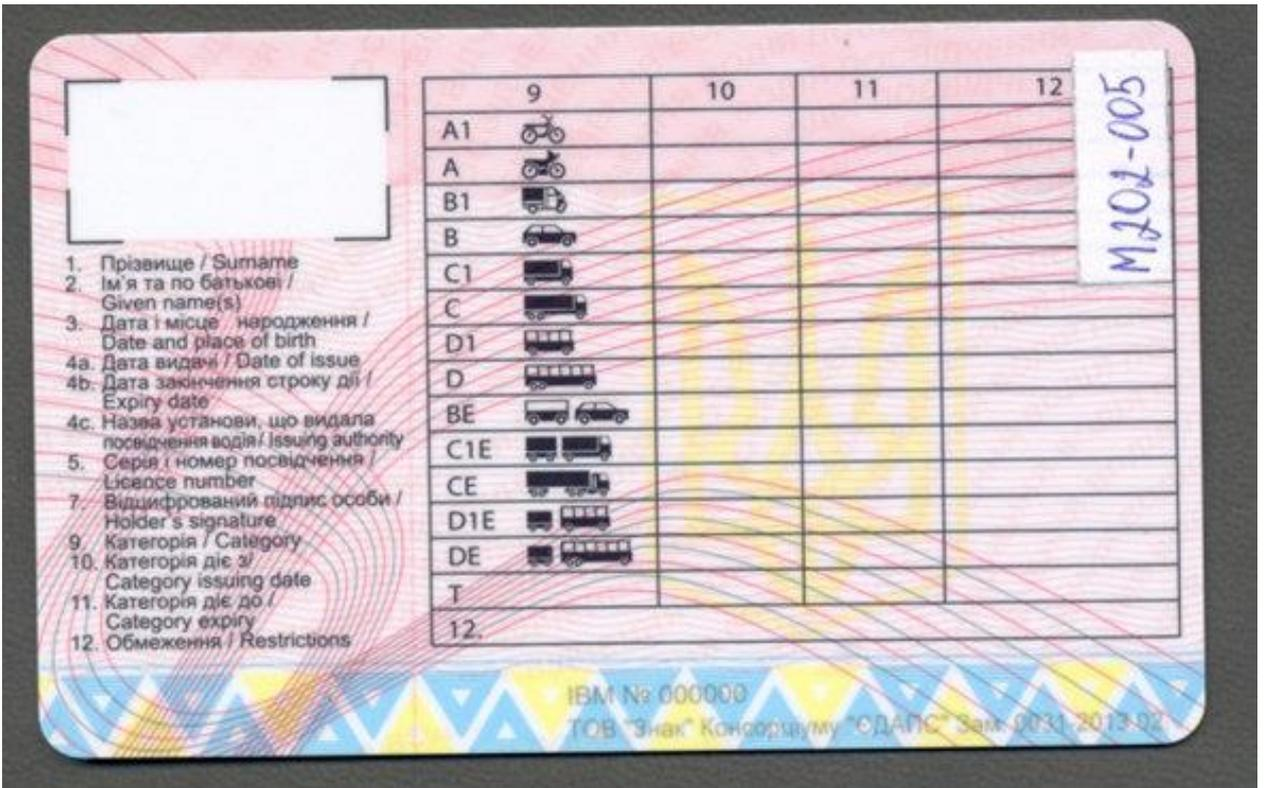 1. Прізвище / Surname
2. Ім'я та по батькові /
Given name(s)
3. Дата і місце народження /
Date and place of birth
4a. Дата видачі / Date of issue
4b. Дата закінчення строку дії /
Expiry date
4c. Назва установи, що видала
посвідчення водія / Issuing authority
5. Серія і номер посвідчення /
Licence number
7. Відцифрований підпис особи /
Holder's signature
9. Категорія / Category
10. Категорія діє з/
Category issuing date
11. Категорія діє до /
Category expiry
12. Обмеження / Restrictions
9 10 11 12
A1
A
B1
B
C1
C
D1
D
BE
C1E
CE
D1E
DE
T
12.
M202-005
ІВМ № 000000
ТОВ "Знак" Консорціуму "ЄДАПС" Зам. 0031-2013.02